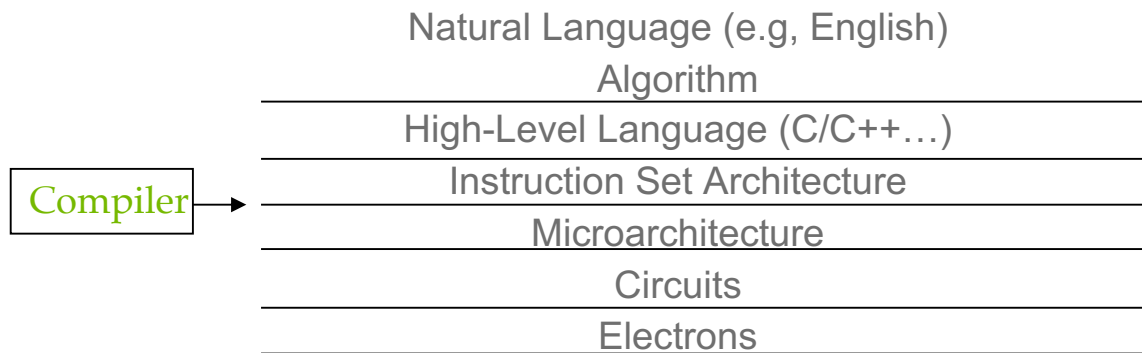 Natural Language (e.g, English)
Algorithm
High-Level Language (C/C++…)
Instruction Set Architecture
Compiler
Microarchitecture
Circuits
Electrons